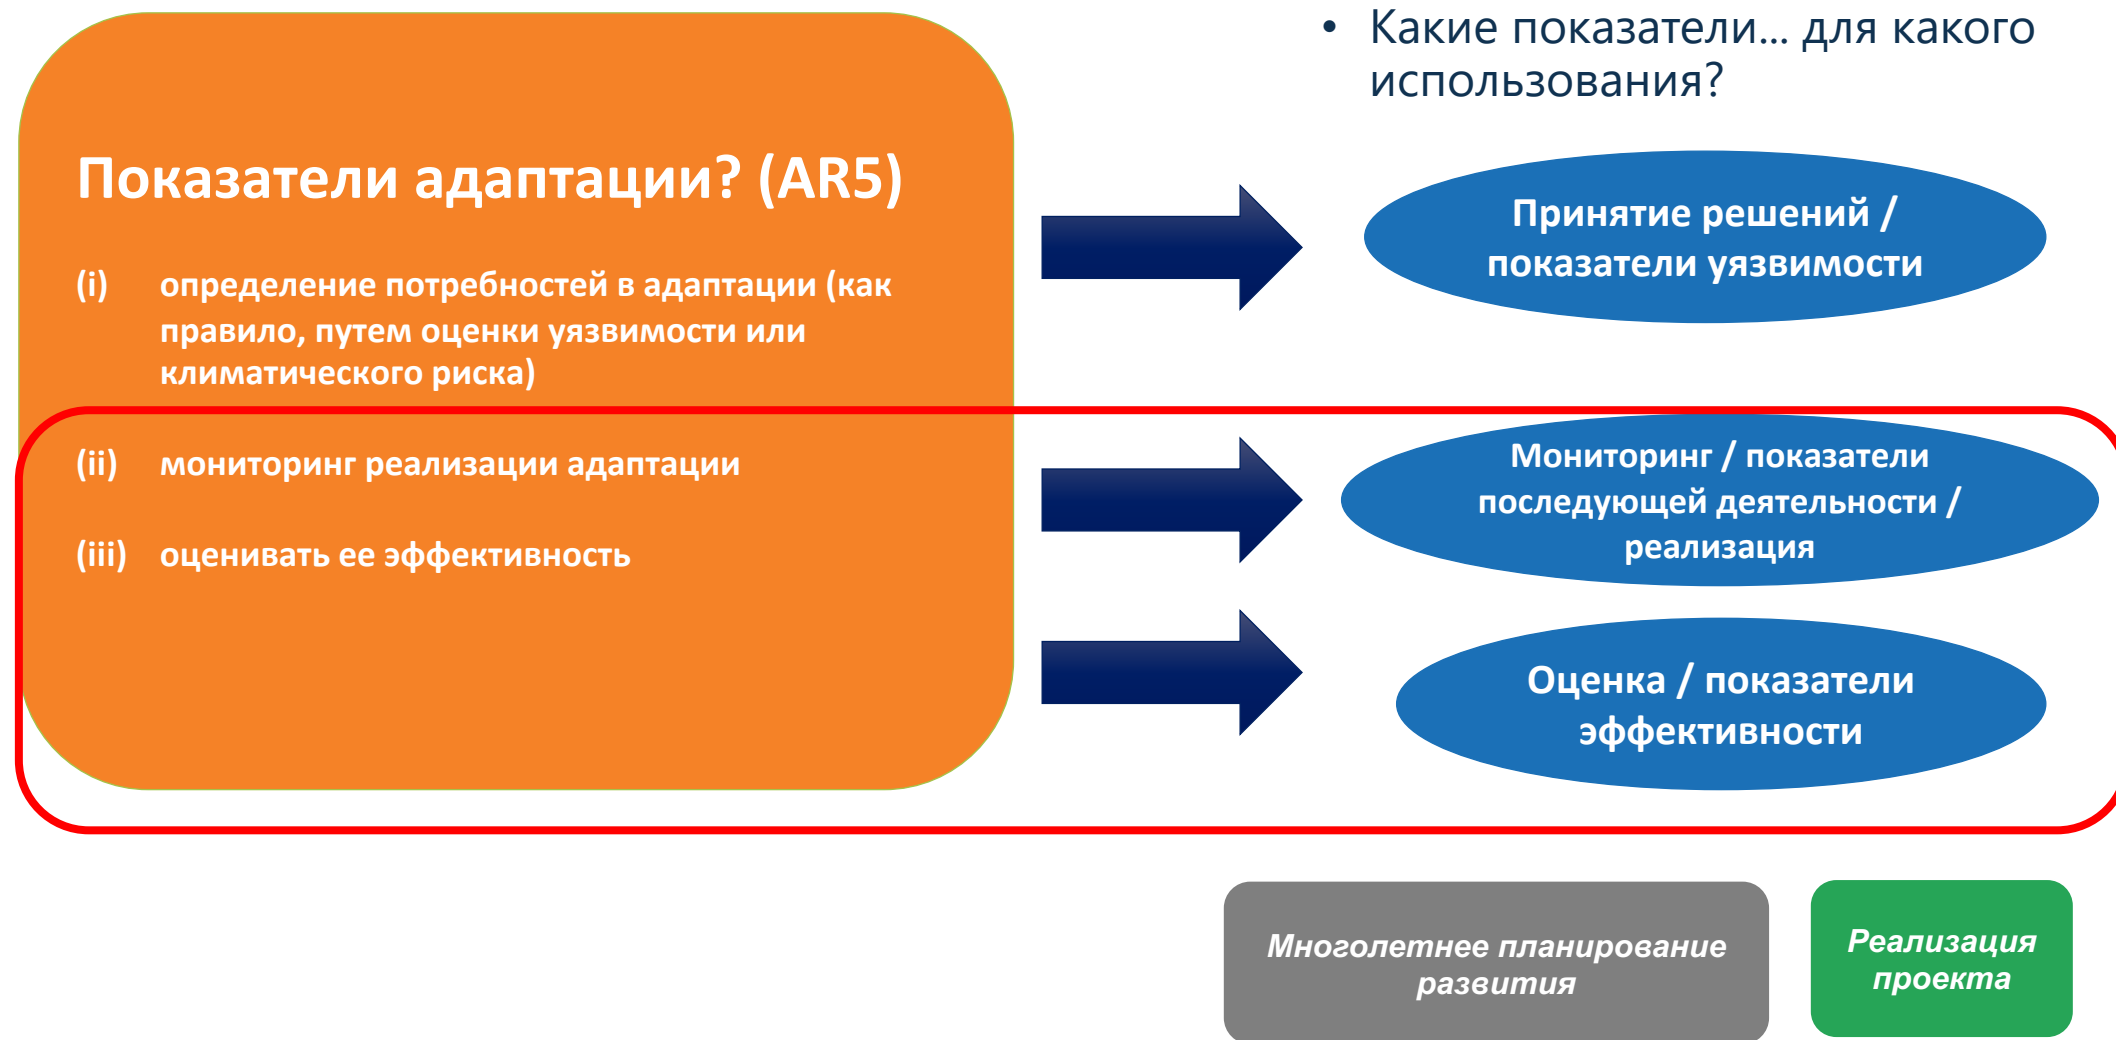 • Какие показатели... для какого
использования?
Показатели адаптации? (AR5)
(i) определение потребностей в адаптации (как
правило, путем оценки уязвимости или
климатического риска)
(ii) мониторинг реализации адаптации
(iii) оценивать ее эффективность
Принятие решений /
показатели уязвимости
Мониторинг / показатели
последующей деятельности /
реализация
Оценка / показатели
эффективности
Многолетнее планирование
развития
Реализация
проекта